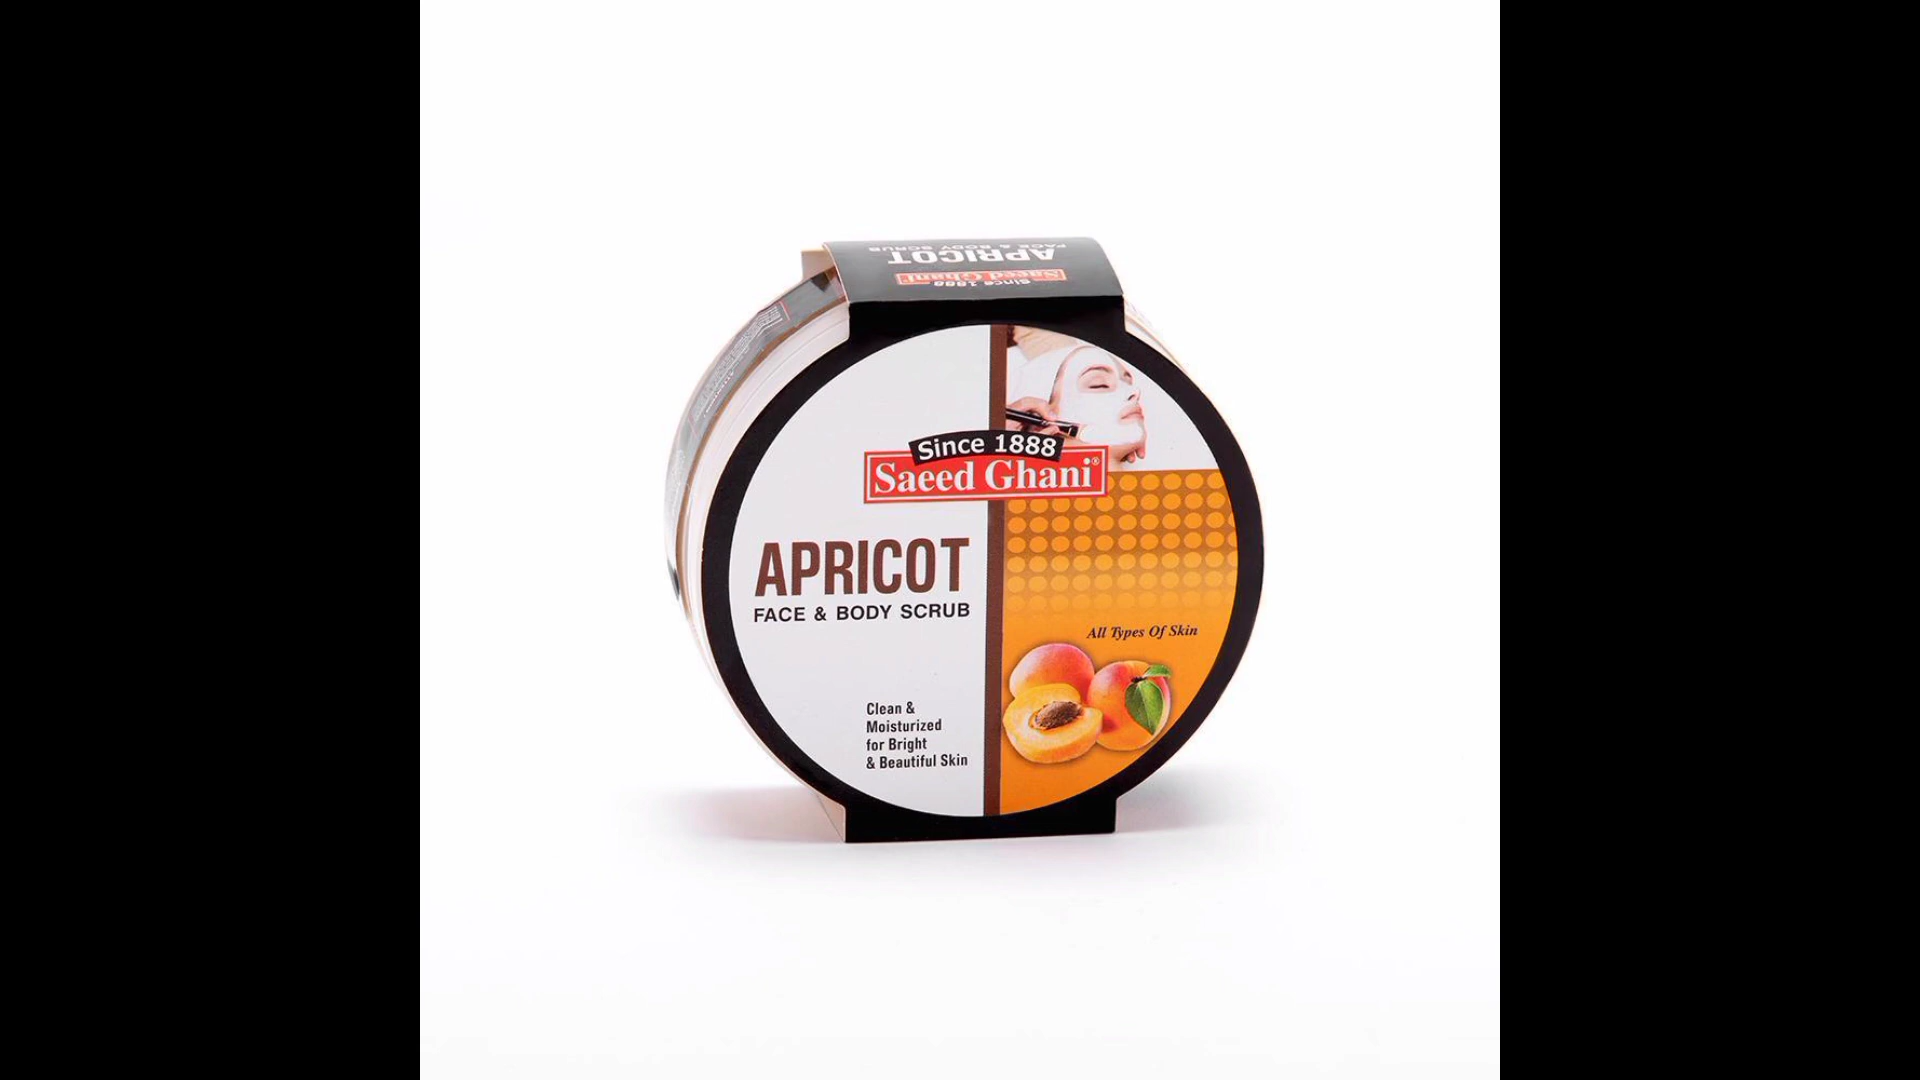 APRICOT
FACE & BODY SCRUB
Since 1888
Saeed Ghani
Since 1888
Saeed Ghani®
APRICOT
FACE & BODY SCRUB
All Types Of Skin
Clean &
Moisturized
for Bright
& Beautiful Skin